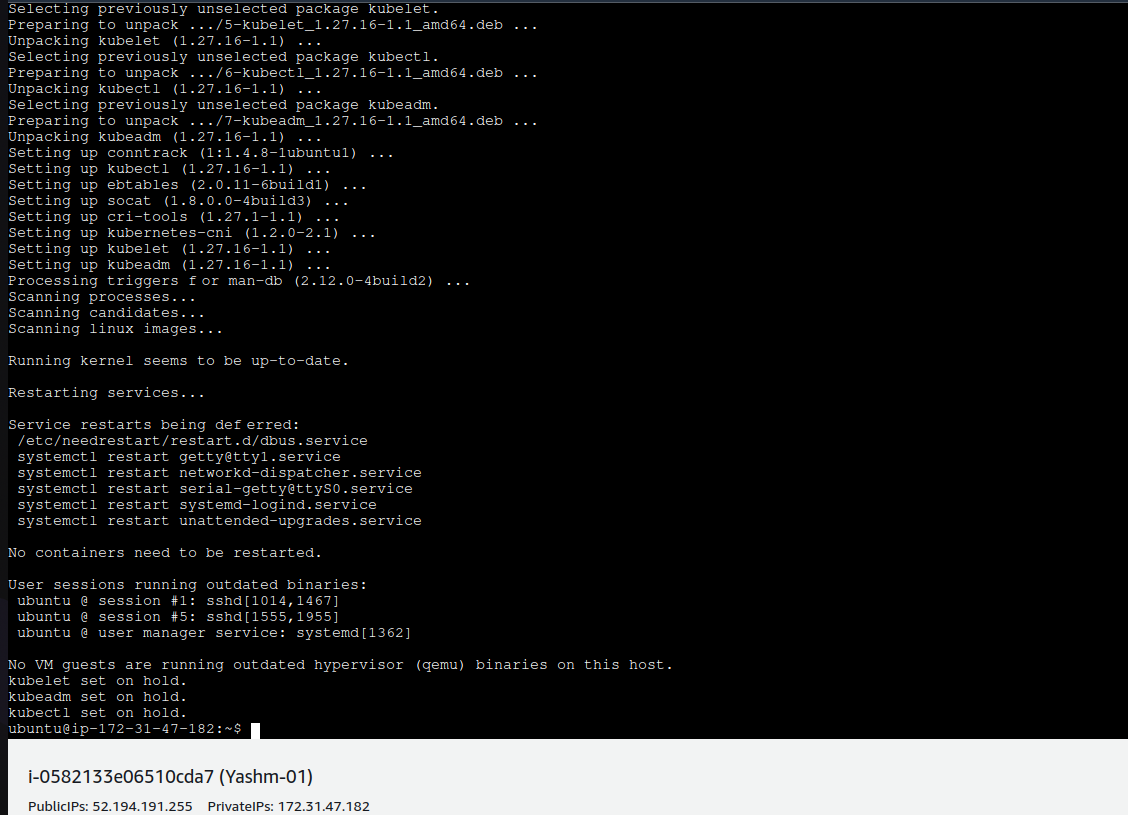 Selecting previously unselected package kubelet.
Preparing to unpack .../5-kubelet_1.27.16-1.1_amd64.deb ...
Unpacking kubelet (1.27.16-1.1) ...
Selecting previously unselected package kubectl.
Preparing to unpack .../6-kubectl_1.27.16-1.1_amd64.deb ...
Unpacking kubectl (1.27.16-1.1) ...
Selecting previously unselected package kubeadm.
Preparing to unpack .../7-kubeadm_1.27.16-1.1_amd64.deb ...
Unpacking kubeadm (1.27.16-1.1) ...
Setting up conntrack (1:1.4.8-1ubuntu1) ...
Setting up kubectl (1.27.16-1.1) ...
Setting up ebtables (2.0.11-6build1) ...
Setting up socat (1.8.0.0-4build3) ...
Setting up cri-tools (1.27.1-1.1) ...
Setting up kubernetes-cni (1.2.0-2.1) ...
Setting up kubelet (1.27.16-1.1) ...
Setting up kubeadm (1.27.16-1.1) ...
Processing triggers for man-db (2.12.0-4build2) ...
Scanning processes...
Scanning candidates...
Scanning linux images...
Running kernel seems to be up-to-date.
Restarting services...
Service restarts being deferred:
/etc/needrestart/restart.d/dbus.service
systemctl restart getty@tty1.service
systemctl restart networkd-dispatcher.service
systemctl restart serial-getty@ttyS0.service
systemctl restart systemd-logind.service
systemctl restart unattended-upgrades.service
No containers need to be restarted.
User sessions running outdated binaries:
ubuntu @ session #1: sshd[1014,1467]
ubuntu @ session #5: sshd[1555,1955]
ubuntu @ user manager service: systemd[1362]
No VM guests are running outdated hypervisor (qemu) binaries on this host.
kubelet set on hold.
kubeadm set on hold.
kubectl set on hold.
ubuntu@ip-172-31-47-182:~$
i-0582133e06510cda7 (Yashm-01)
PublicIPs: 52.194.191.255 PrivateIPs: 172.31.47.182